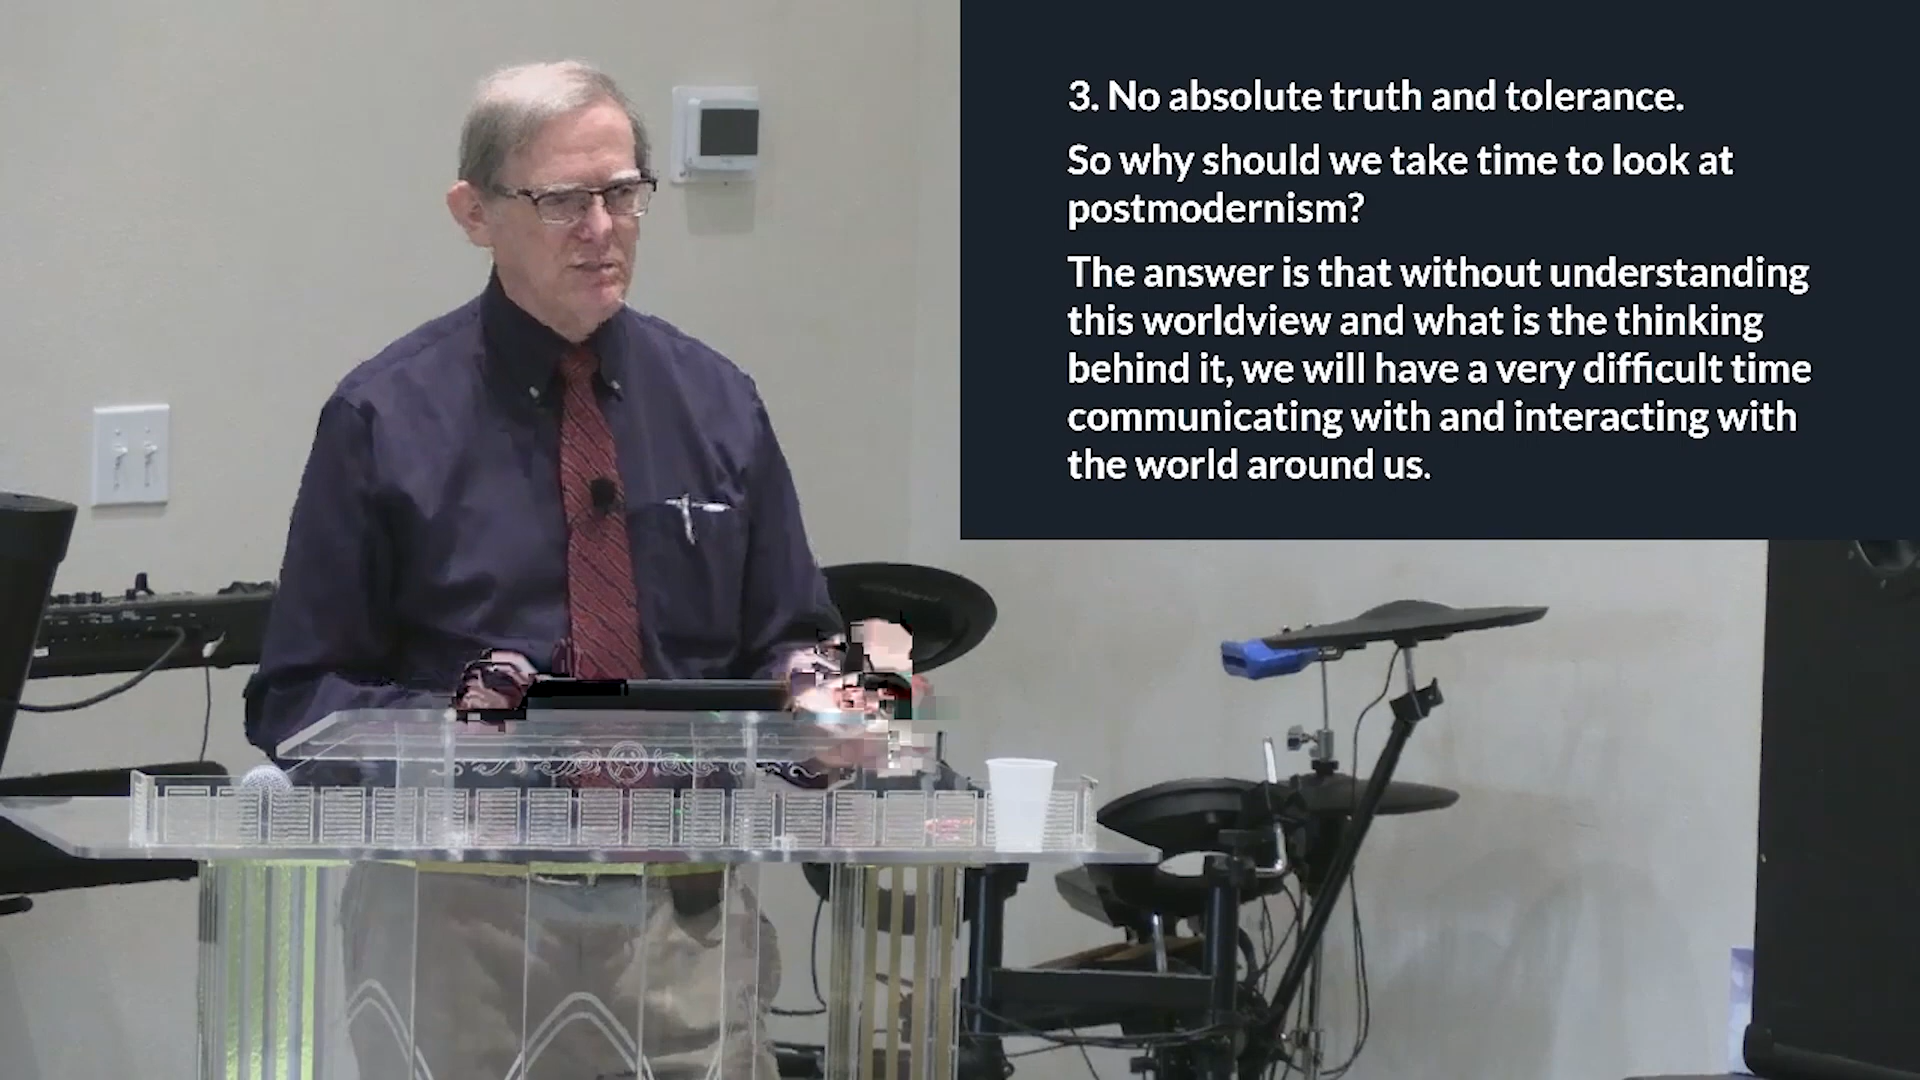 3. No absolute truth and tolerance.
So why should we take time to look at
postmodernism?
The answer is that without understanding
this worldview and what is the thinking
behind it, we will have a very difficult time
communicating with and interacting with
the world around us.